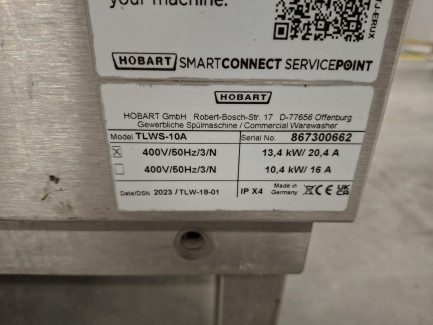 your machine.
HOBART SMARTCONNECT SERVICEPOINT
HOBART
HOBART GmbH Robert-Bosch-Str. 17 D-77656 Offenburg
Gewerbliche Spülmaschine / Commercial Warewasher
Model TLWS-10A Serial No. 867300662
☒ 400V/50Hz/3/N 13,4 kW/ 20,4 A
☐ 400V/50Hz/3/N 10,4 kW/ 16 A
Date/DSN 2023 / TLW-18-01 IP X4 Made in Germany CE UKCA